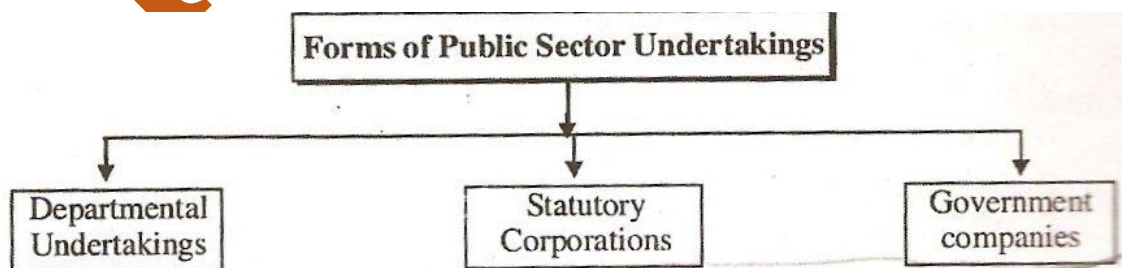 Forms of Public Sector Undertakings
Departmental
Undertakings
Statutory
Corporations
Government
companies